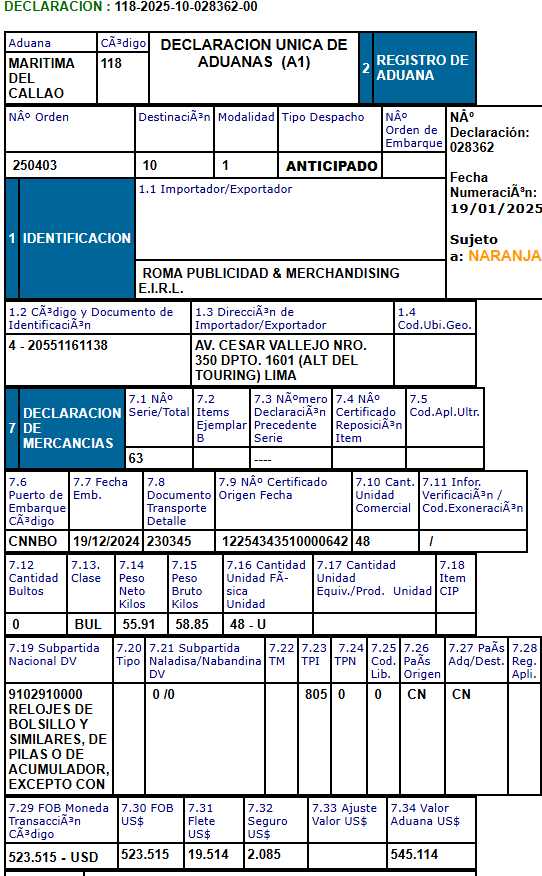 DECLARACION : 118-2025-10-028362-00
Aduana
CÃ³digo
MARITIMA
DEL
CALLAO
118
DECLARACION UNICA DE
ADUANAS (A1)
2
REGISTRO DE
ADUANA
NÂº Orden
DestinaciÃ³n
Modalidad
Tipo Despacho
NÂº
Orden de
Embarque
250403
10
1
ANTICIPADO
NÂº
Declaración:
028362
Fecha
NumeraciÃ³n:
19/01/2025
Sujeto
a: NARANJA
1
IDENTIFICACION
1.1 Importador/Exportador
ROMA PUBLICIDAD & MERCHANDISING
E.I.R.L.
1.2 CÃ³digo y Documento de
IdentificaciÃ³n
1.3 DirecciÃ³n de
Importador/Exportador
1.4
Cod.Ubi.Geo.
4 - 20551161138
AV. CESAR VALLEJO NRO.
350 DPTO. 1601 (ALT DEL
TOURING) LIMA
7
DECLARACION
DE
MERCANCIAS
7.1 NÂº
Serie/Total
7.2
Items
Ejemplar
B
7.3 NÃºmero
DeclaraciÃ³n
Precedente
Serie
7.4 NÂº
Certificado
ReposiciÃ³n
Item
7.5
Cod.Apl.Ultr.
63
----
7.6
Puerto de
Embarque
CÃ³digo
7.7 Fecha
Emb.
7.8
Documento
Transporte
Detalle
7.9 NÂº Certificado
Origen Fecha
7.10 Cant.
Unidad
Comercial
7.11 Infor.
VerificaciÃ³n /
Cod.ExoneraciÃ³n
CNNBO
19/12/2024
230345
12254343510000642
48
/
7.12
Cantidad
Bultos
7.13.
Clase
7.14
Peso
Neto
Kilos
7.15
Peso
Bruto
Kilos
7.16 Cantidad
Unidad FÃ­-
sica
Unidad
7.17 Cantidad
Unidad
Equiv./Prod. Unidad
7.18
Item
CIP
0
BUL
55.91
58.85
48 - U
7.19 Subpartida
Nacional DV
7.20
Tipo
7.21 Subpartida
Naladisa/Nabandina
DV
7.22
TM
7.23
TPI
7.24
TPN
7.25
Cod.
Lib.
7.26
PaÃ­s
Origen
7.27 PaÃ­s
Adq/Dest.
7.28
Reg.
Apli.
9102910000
RELOJES DE
BOLSILLO Y
SIMILARES, DE
PILAS O DE
ACUMULADOR,
EXCEPTO CON
0 /0
805
0
0
CN
CN
7.29 FOB Moneda
TransacciÃ³n
CÃ³digo
7.30 FOB
US$
7.31
Flete
US$
7.32
Seguro
US$
7.33 Ajuste
Valor US$
7.34 Valor
Aduana US$
523.515 - USD
523.515
19.514
2.085
545.114